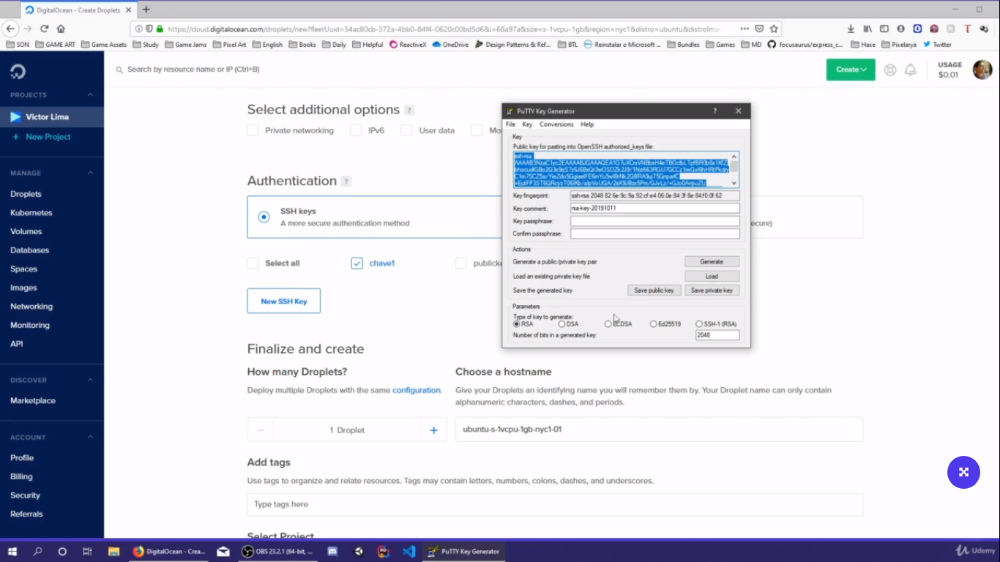 DigitalOcean - Create Droplets
https://cloud.digitalocean.com/droplets/new?fleetUuid=54ac80cb-372a-4bb0-84f4-0620c00bd5d6&i=68a97a&size=s-1vcpu-1gb&region=nyc1&distro=ubuntu&distroIma
SON GAME ART Game Assets Study Game Jams Pixel Art English Books Daily Helpful ReactiveX OneDrive Design Patterns & Ref... BTL Reinstalar o Microsoft ... Bundles Games MD focusaurus/express_c... Haxe Pixelarya Twitter
Search by resource name or IP (Ctrl+B)
Create
USAGE
$0.01
PROJECTS
Victor Lima
New Project
MANAGE
Droplets
Kubernetes
Volumes
Databases
Spaces
Images
Networking
Monitoring
API
DISCOVER
Marketplace
ACCOUNT
Profile
Billing
Security
Referrals
Select additional options ?
Private networking IPv6 User data Mo
Authentication ?
SSH keys
A more secure authentication method
ecure)
Select all chave1 publicke
New SSH Key
Finalize and create
How many Droplets?
Deploy multiple Droplets with the same configuration.
1 Droplet
Choose a hostname
Give your Droplets an identifying name you will remember them by. Your Droplet name can only contain
alphanumeric characters, dashes, and periods.
ubuntu-s-1vcpu-1gb-nyc1-01
Add tags
Use tags to organize and relate resources. Tags may contain letters, numbers, colons, dashes, and underscores.
Type tags here
Select Project
PuTTY Key Generator
File Key Conversions Help
Key
Public key for pasting into OpenSSH authorized_keys file:
ssh-rsa
Key fingerprint: ssh-rsa 2048 82:6e:9c:9a:92:cf:e4:06:0e:84:3f:8e:84:f0:0f:62
Key comment: rsa-key-20191011
Key passphrase:
Confirm passphrase:
Actions
Generate a public/private key pair Generate
Load an existing private key file Load
Save the generated key Save public key Save private key
Parameters
Type of key to generate:
RSA DSA ECDSA Ed25519 SSH-1 (RSA)
Number of bits in a generated key: 2048
DigitalOcean - Crea... OBS 23.2.1 (64-bit, ... PuTTY Key Generator
Udemy